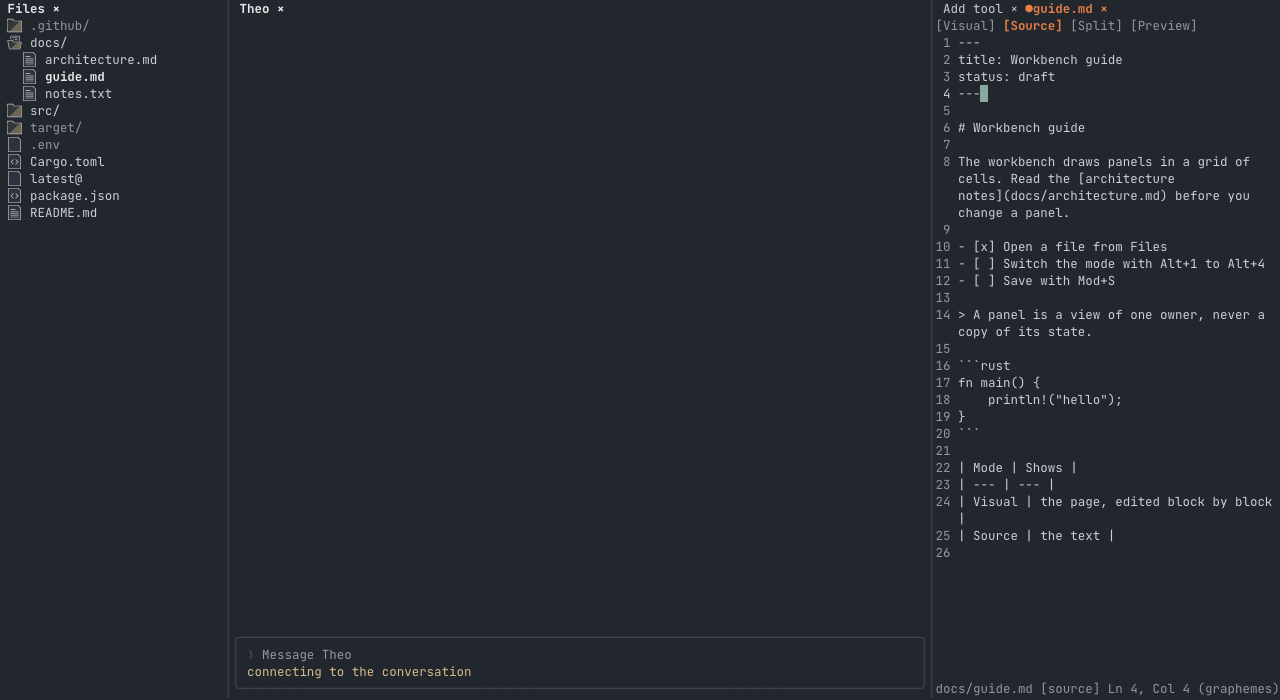 Files ×
.github/
docs/
architecture.md
guide.md
notes.txt
src/
target/
.env
Cargo.toml
latest@
package.json
README.md
Theo ×
❭ Message Theo
connecting to the conversation
Add tool × ●guide.md ×
[Visual] [Source] [Split] [Preview]
1 ---
2 title: Workbench guide
3 status: draft
4 ---
5
6 # Workbench guide
7
8 The workbench draws panels in a grid of
cells. Read the [architecture
notes](docs/architecture.md) before you
change a panel.
9
10 - [x] Open a file from Files
11 - [ ] Switch the mode with Alt+1 to Alt+4
12 - [ ] Save with Mod+S
13
14 > A panel is a view of one owner, never a
copy of its state.
15
16 ```rust
17 fn main() {
18     println!("hello");
19 }
20 ```
21
22 | Mode | Shows |
23 | --- | --- |
24 | Visual | the page, edited block by block
|
25 | Source | the text |
26
docs/guide.md [source] Ln 4, Col 4 (graphemes)